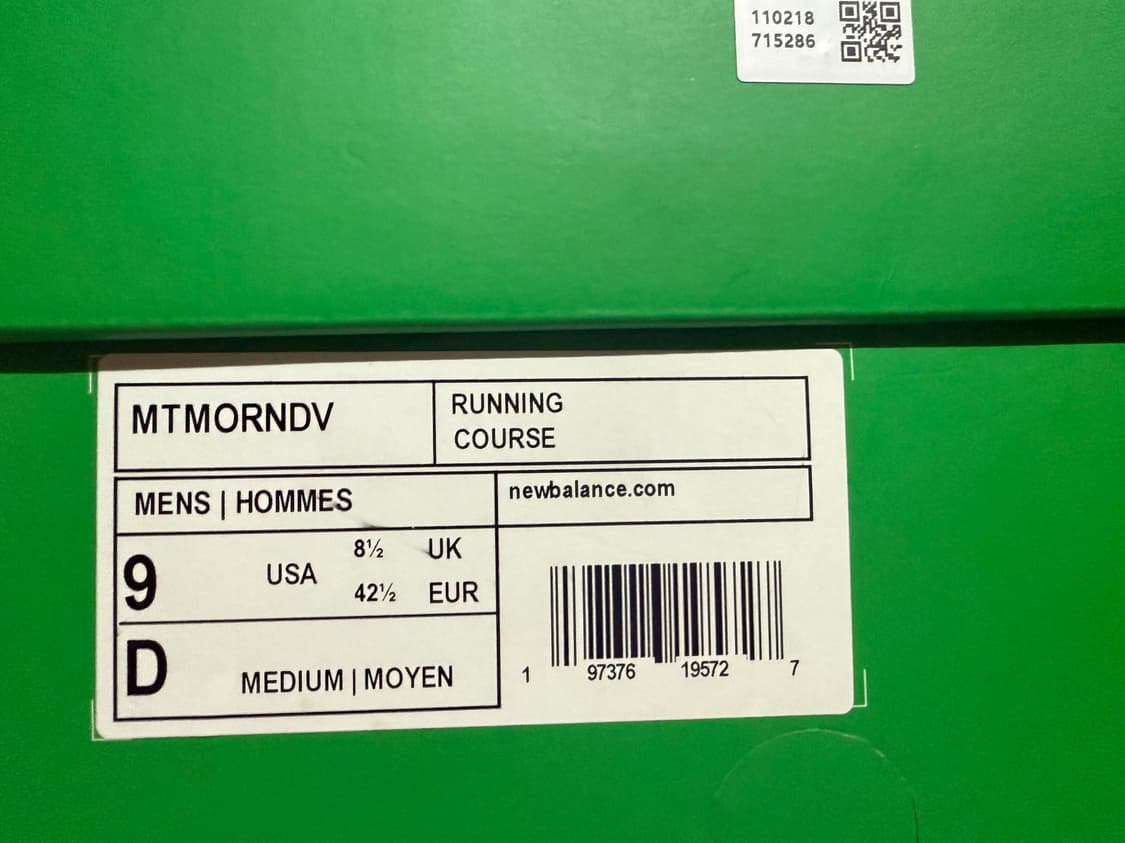 110218
715286
MTMORNDV
RUNNING
COURSE
MENS | HOMMES
newbalance.com
9 USA
8½ UK
42½ EUR
D MEDIUM | MOYEN
1 97376 19572 7